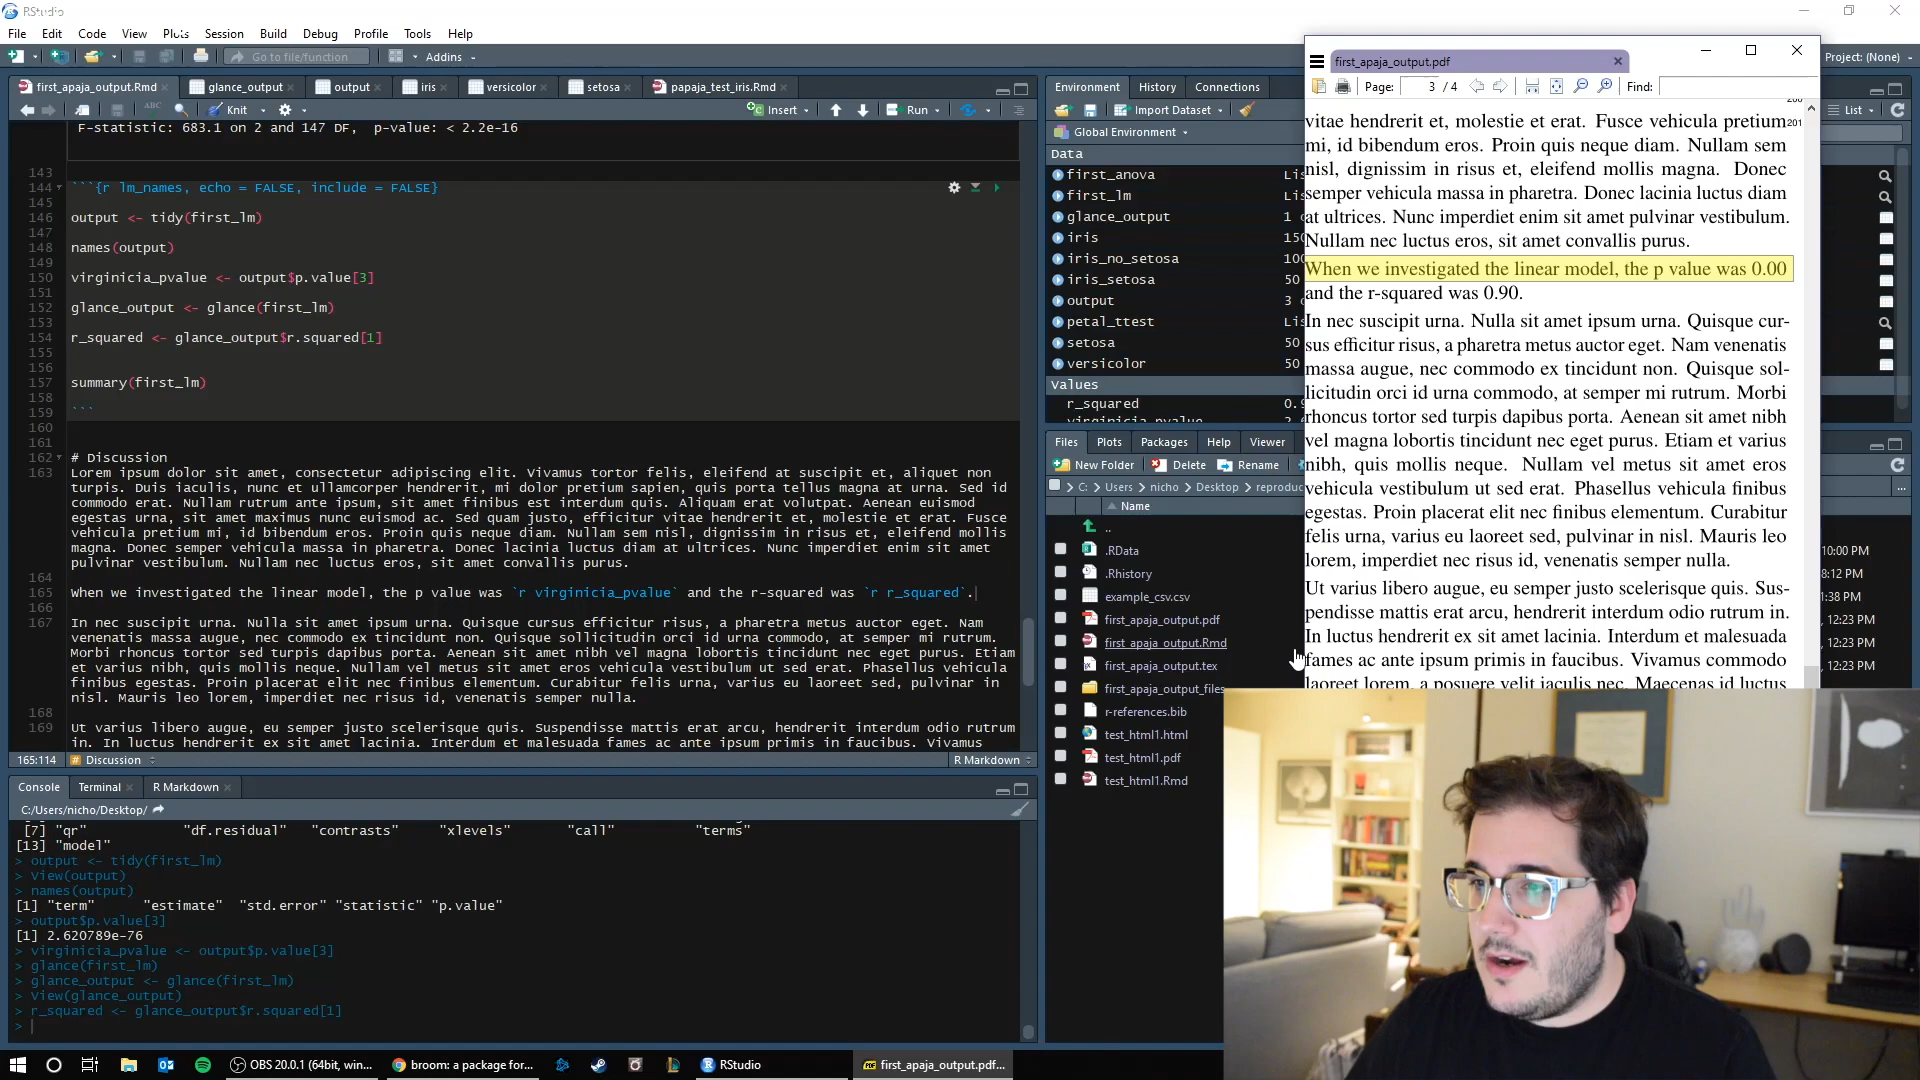 RStudio
File Edit Code View Plots Session Build Debug Profile Tools Help
Go to file/function Addins Project: (None)
first_apaja_output.Rmd glance_output output iris versicolor setosa papaja_test_iris.Rmd
Knit Insert Run
F-statistic: 683.1 on 2 and 147 DF, p-value: < 2.2e-16
143
144 ```{r lm_names, echo = FALSE, include = FALSE}
145
146 output <- tidy(first_lm)
147
148 names(output)
149
150 virginicia_pvalue <- output$p.value[3]
151
152 glance_output <- glance(first_lm)
153
154 r_squared <- glance_output$r.squared[1]
155
156
157 summary(first_lm)
158
159 ```
160
161
162 # Discussion
163 Lorem ipsum dolor sit amet, consectetur adipiscing elit. Vivamus tortor felis, eleifend at suscipit et, aliquet non
turpis. Duis iaculis, nunc et ullamcorper hendrerit, mi dolor pretium sapien, quis porta tellus magna at urna. Sed id
commodo erat. Nullam rutrum ante ipsum, sit amet finibus est interdum quis. Aliquam erat volutpat. Aenean euismod
egestas urna, sit amet maximus nunc euismod ac. Sed quam justo, efficitur vitae hendrerit et, molestie et erat. Fusce
vehicula pretium mi, id bibendum eros. Proin quis neque diam. Nullam sem nisl, dignissim in risus et, eleifend mollis
magna. Donec semper vehicula massa in pharetra. Donec lacinia luctus diam at ultrices. Nunc imperdiet enim sit amet
pulvinar vestibulum. Nullam nec luctus eros, sit amet convallis purus.
164
165 When we investigated the linear model, the p value was `r virginicia_pvalue` and the r-squared was `r r_squared`.
166
167 In nec suscipit urna. Nulla sit amet ipsum urna. Quisque cursus efficitur risus, a pharetra metus auctor eget. Nam
venenatis massa augue, nec commodo ex tincidunt non. Quisque sollicitudin orci id urna commodo, at semper mi rutrum.
Morbi rhoncus tortor sed turpis dapibus porta. Aenean sit amet nibh vel magna lobortis tincidunt nec eget purus. Etiam
et varius nibh, quis mollis neque. Nullam vel metus sit amet eros vehicula vestibulum ut sed erat. Phasellus vehicula
finibus egestas. Proin placerat elit nec finibus elementum. Curabitur felis urna, varius eu laoreet sed, pulvinar in
nisl. Mauris leo lorem, imperdiet nec risus id, venenatis semper nulla.
168
169 Ut varius libero augue, eu semper justo scelerisque quis. Suspendisse mattis erat arcu, hendrerit interdum odio rutrum
in. In luctus hendrerit ex sit amet lacinia. Interdum et malesuada fames ac ante ipsum primis in faucibus. Vivamus
165:114 Discussion R Markdown
Console Terminal R Markdown
C:/Users/nicho/Desktop/
[7] "qr" "df.residual" "contrasts" "xlevels" "call" "terms"
[13] "model"
> output <- tidy(first_lm)
> View(output)
> names(output)
[1] "term" "estimate" "std.error" "statistic" "p.value"
> output$p.value[3]
[1] 2.620789e-76
> virginicia_pvalue <- output$p.value[3]
> glance(first_lm)
> glance_output <- glance(first_lm)
> View(glance_output)
> r_squared <- glance_output$r.squared[1]
>
Environment History Connections
Import Dataset List
Global Environment
Data
first_anova
first_lm
glance_output 1
iris
iris_no_setosa
iris_setosa 50
output 3
petal_ttest
setosa 50
versicolor 50
Values
r_squared
virginicia_pvalue
Files Plots Packages Help Viewer
New Folder Delete Rename
C: Users nicho Desktop
Name
..
.RData 10:00 PM
.Rhistory 8:12 PM
example_csv.csv 1:38 PM
first_apaja_output.pdf , 12:23 PM
first_apaja_output.Rmd , 12:23 PM
first_apaja_output.tex , 12:23 PM
first_apaja_output_files
r-references.bib
test_html1.html
test_html1.pdf
test_html1.Rmd
first_apaja_output.pdf
Page: 3 / 4 Find:
vitae hendrerit et, molestie et erat. Fusce vehicula pretium 201
mi, id bibendum eros. Proin quis neque diam. Nullam sem
nisl, dignissim in risus et, eleifend mollis magna. Donec
semper vehicula massa in pharetra. Donec lacinia luctus diam
at ultrices. Nunc imperdiet enim sit amet pulvinar vestibulum.
Nullam nec luctus eros, sit amet convallis purus.
When we investigated the linear model, the p value was 0.00
and the r-squared was 0.90.
In nec suscipit urna. Nulla sit amet ipsum urna. Quisque cur-
sus efficitur risus, a pharetra metus auctor eget. Nam venenatis
massa augue, nec commodo ex tincidunt non. Quisque sol-
licitudin orci id urna commodo, at semper mi rutrum. Morbi
rhoncus tortor sed turpis dapibus porta. Aenean sit amet nibh
vel magna lobortis tincidunt nec eget purus. Etiam et varius
nibh, quis mollis neque. Nullam vel metus sit amet eros
vehicula vestibulum ut sed erat. Phasellus vehicula finibus
egestas. Proin placerat elit nec finibus elementum. Curabitur
felis urna, varius eu laoreet sed, pulvinar in nisl. Mauris leo
lorem, imperdiet nec risus id, venenatis semper nulla.
Ut varius libero augue, eu semper justo scelerisque quis. Sus-
pendisse mattis erat arcu, hendrerit interdum odio rutrum in.
In luctus hendrerit ex sit amet lacinia. Interdum et malesuada
fames ac ante ipsum primis in faucibus. Vivamus commodo
laoreet lorem, a posuere velit iaculis nec. Maecenas id luctus
OBS 20.0.1 (64bit, win... broom: a package for... RStudio first_apaja_output.pdf...